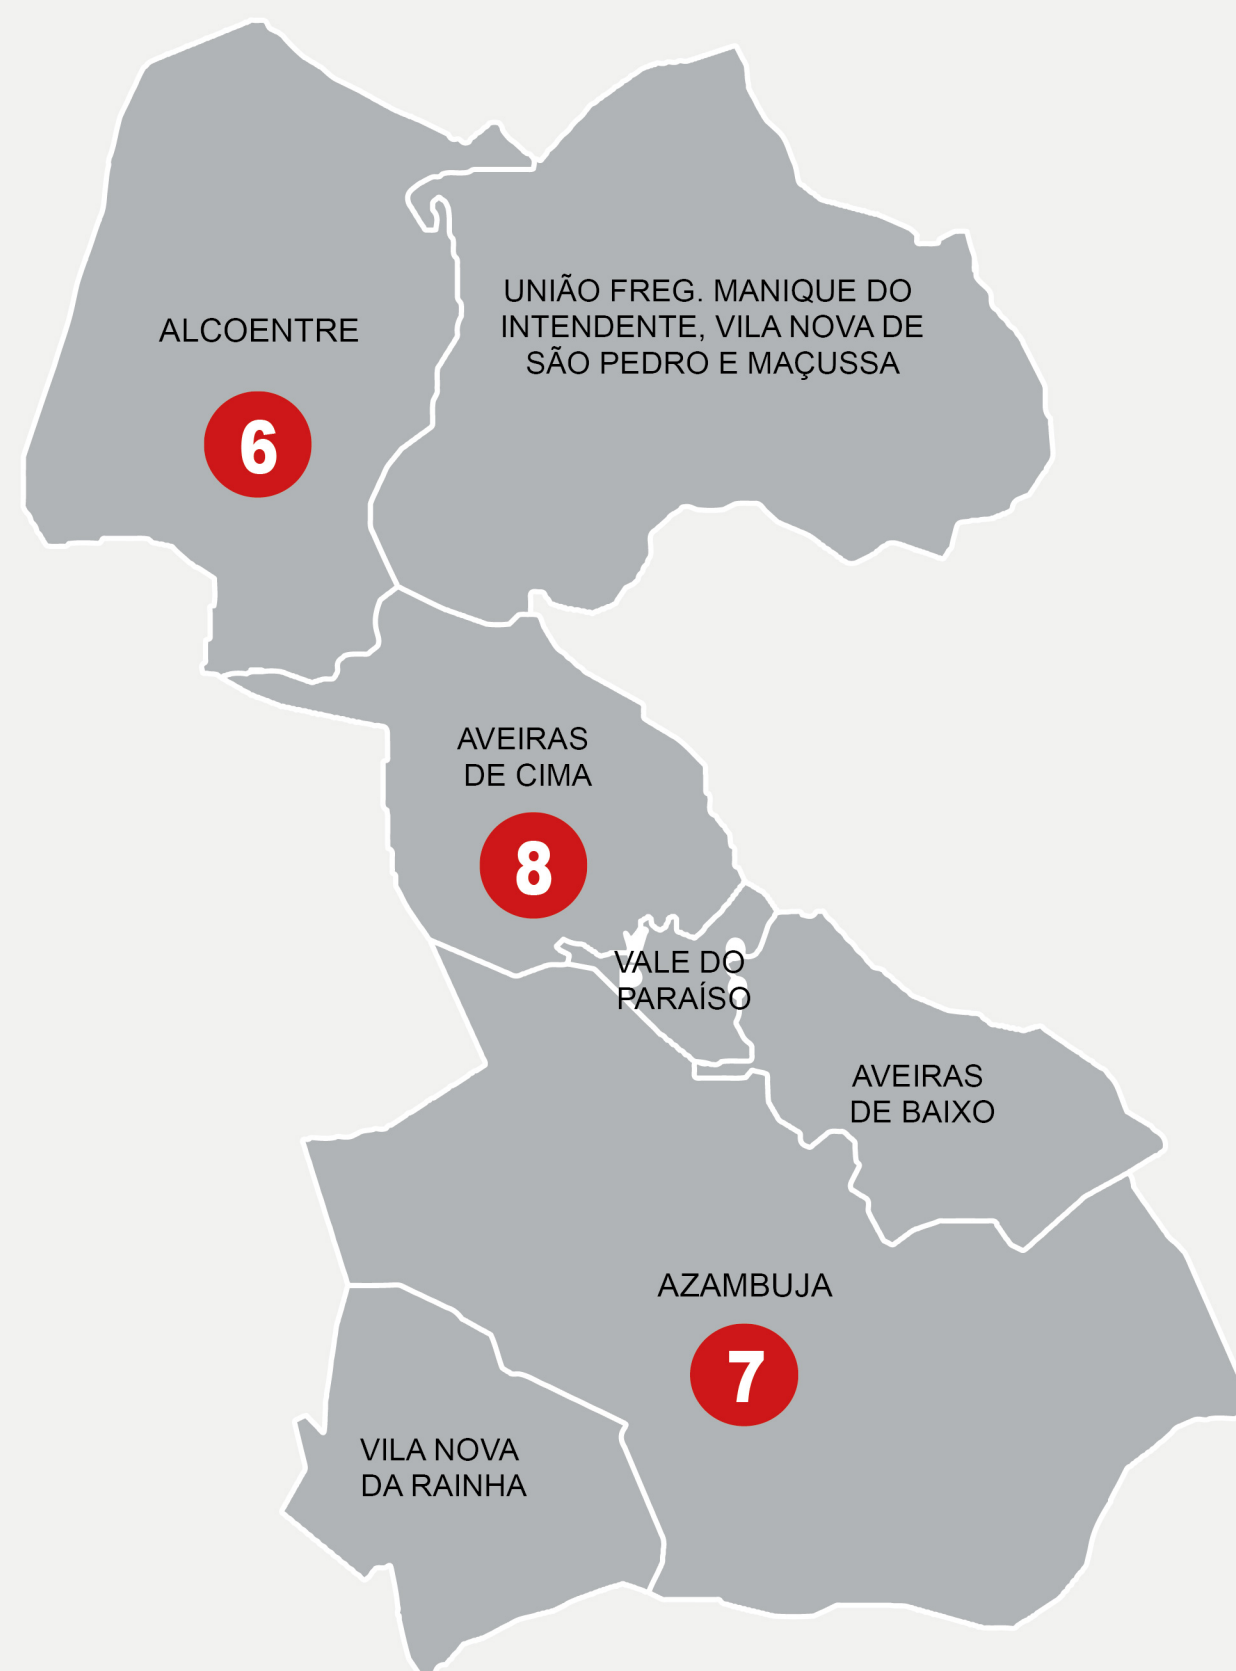 UNIÃO FREG. MANIQUE DO
INTENDENTE, VILA NOVA DE
SÃO PEDRO E MAÇUSSA
ALCOENTRE
6
AVEIRAS
DE CIMA
8
VALE DO
PARAÍSO
AVEIRAS
DE BAIXO
AZAMBUJA
7
VILA NOVA
DA RAINHA